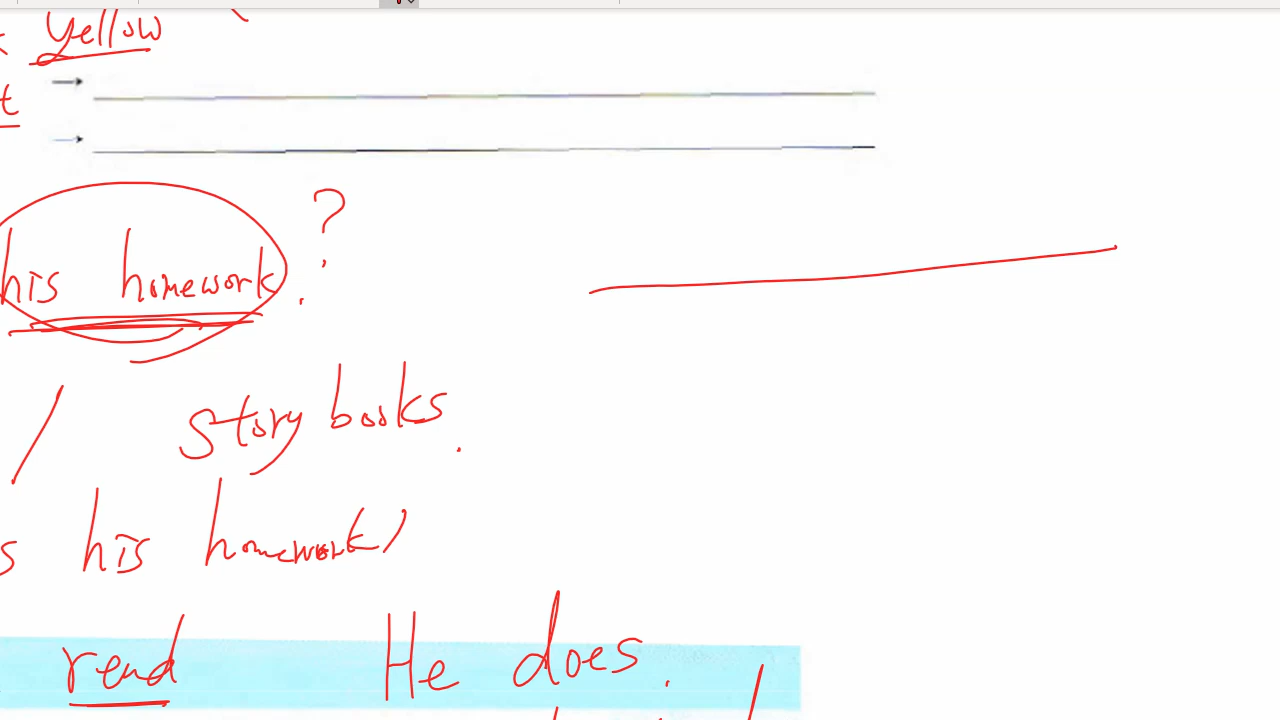 yellow
t
his homework. ?
story books.
s his homework)
read He does.